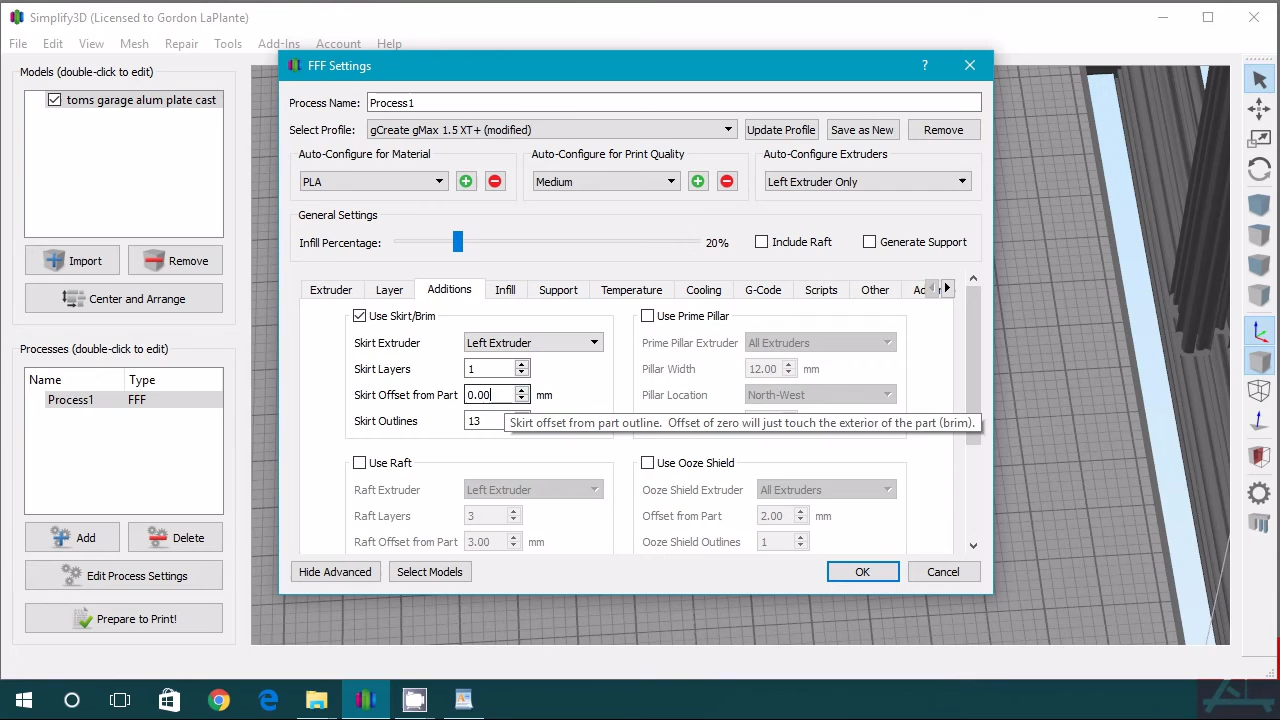 Simplify3D (Licensed to Gordon LaPlante)
File Edit View Mesh Repair Tools Add-Ins Account Help
Models (double-click to edit)
toms garage alum plate cast
Import Remove
Center and Arrange
Processes (double-click to edit)
Name Type
Process1 FFF
Add Delete
Edit Process Settings
Prepare to Print!
FFF Settings ?
Process Name: Process1
Select Profile: gCreate gMax 1.5 XT+ (modified) Update Profile Save as New Remove
Auto-Configure for Material Auto-Configure for Print Quality Auto-Configure Extruders
PLA Medium Left Extruder Only
General Settings
Infill Percentage: 20% Include Raft Generate Support
Extruder Layer Additions Infill Support Temperature Cooling G-Code Scripts Other
Use Skirt/Brim Use Prime Pillar
Skirt Extruder Left Extruder Prime Pillar Extruder All Extruders
Skirt Layers 1 Pillar Width 12.00 mm
Skirt Offset from Part 0.00 mm Pillar Location North-West
Skirt Outlines 13 Skirt offset from part outline. Offset of zero will just touch the exterior of the part (brim).
Use Raft Use Ooze Shield
Raft Extruder Left Extruder Ooze Shield Extruder All Extruders
Raft Layers 3 Offset from Part 2.00 mm
Raft Offset from Part 3.00 mm Ooze Shield Outlines 1
Hide Advanced Select Models OK Cancel